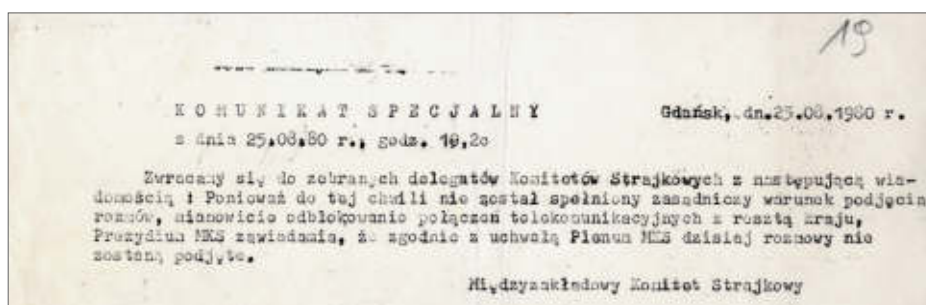 19
KOMUNIKAT SPECJALNY Gdańsk, dn.25.08.1980 r.
z dnia 25.08.80 r., godz. 10,20
Zwracamy się do zebranych delegatów Komitetów Strajkowych z następującą wia-
domością : Ponieważ do tej chwili nie został spełniony zasadniczy warunek podjęcia
rozmów, mianowicie odblokowanie połączeń telekomunikacyjnych z resztą kraju,
Prezydium MKS zawiadamia, że zgodnie z uchwałą Plenum MKS dzisiaj rozmowy nie
zostaną podjęte.
Międzyzakładowy Komitet Strajkowy